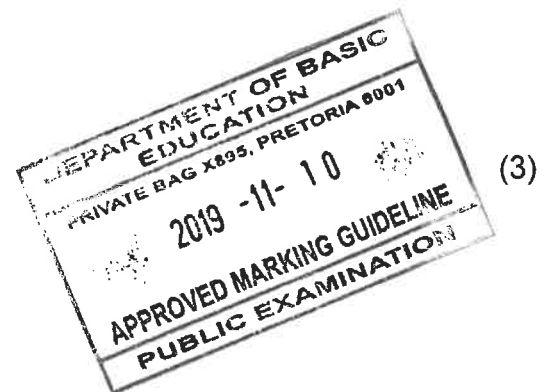 DEPARTMENT OF BASIC
EDUCATION
PRIVATE BAG X895, PRETORIA 0001
2019 -11- 10
APPROVED MARKING GUIDELINE
PUBLIC EXAMINATION
(3)